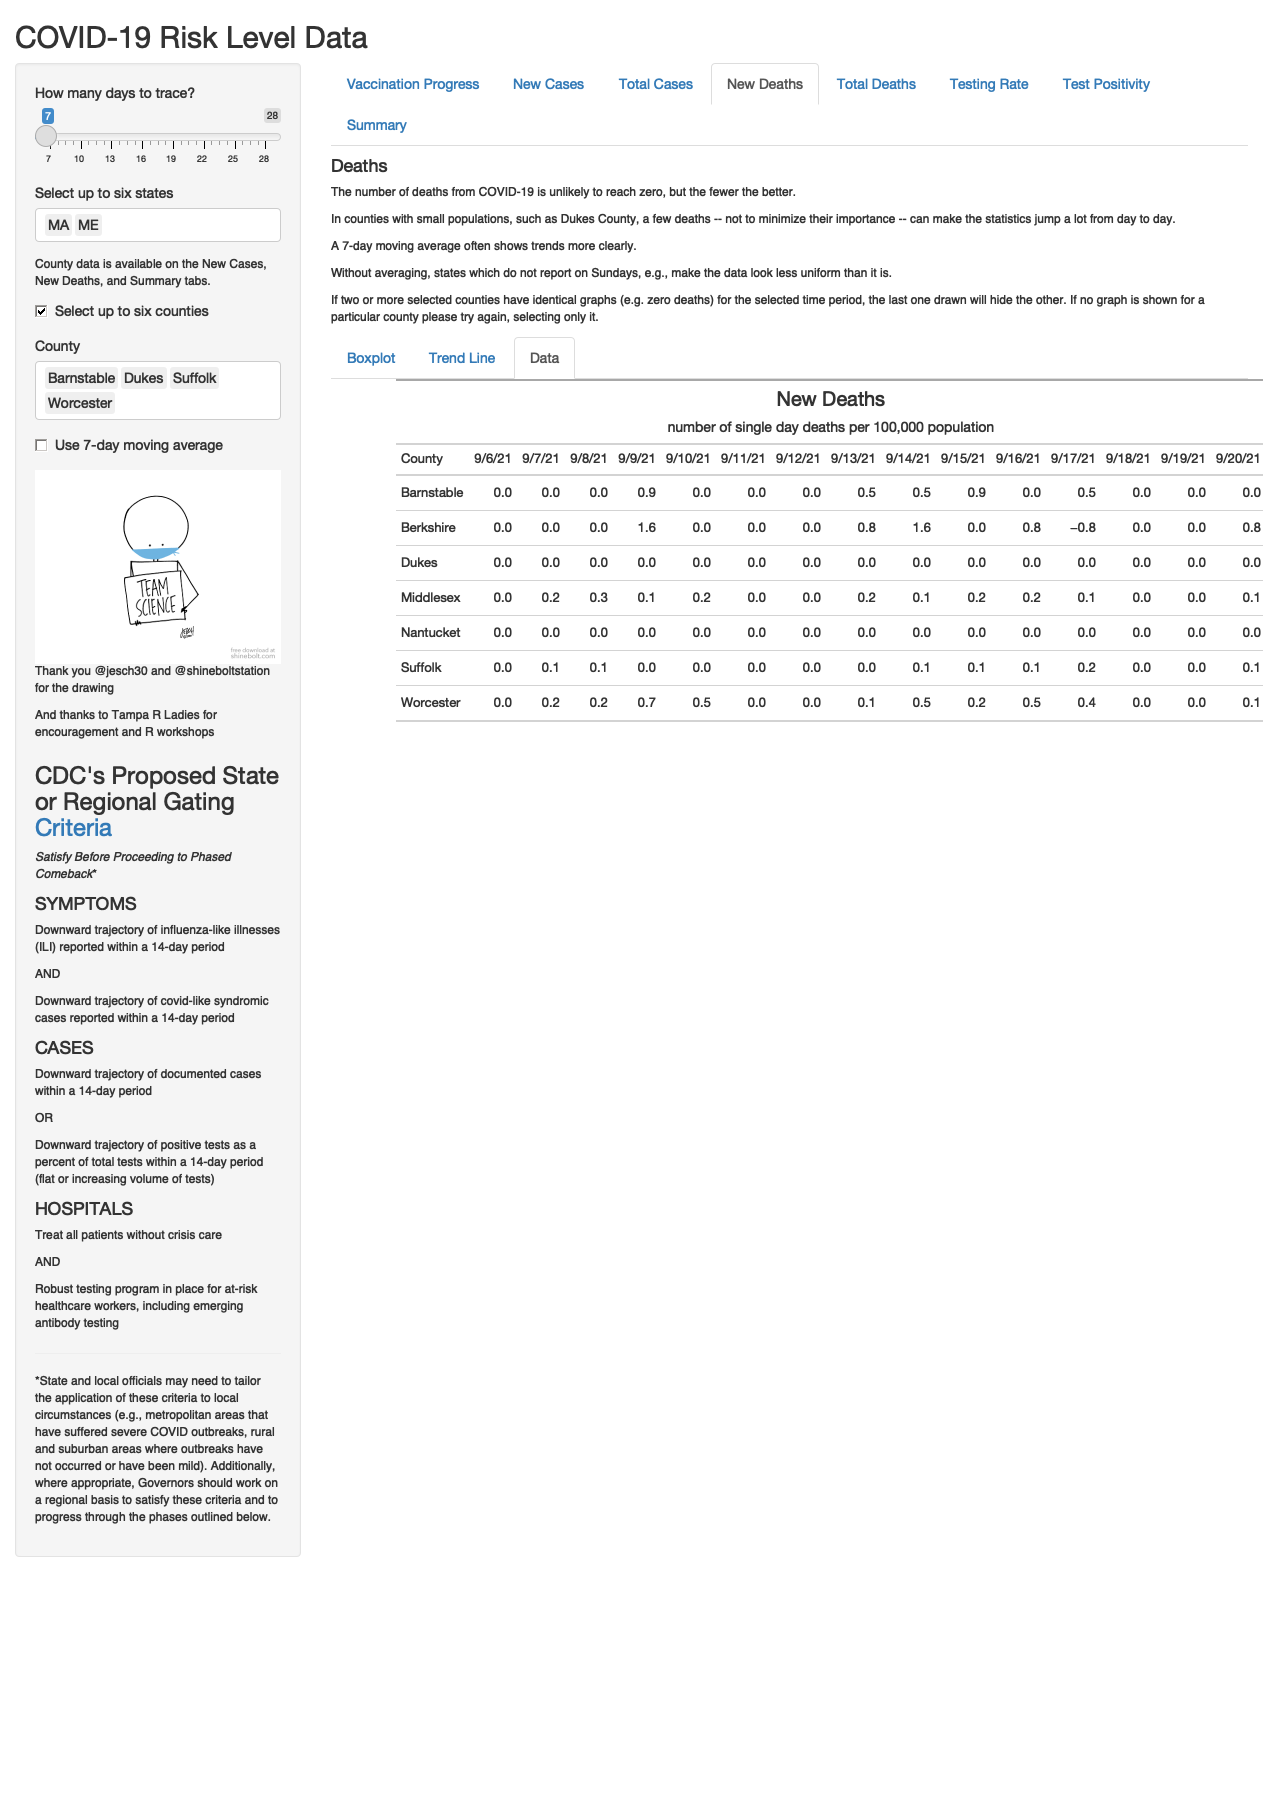 COVID-19 Risk Level Data
How many days to trace?
7 28
7 10 13 16 19 22 25 28
Select up to six states
MA ME
County data is available on the New Cases,
New Deaths, and Summary tabs.
Select up to six counties
County
Barnstable Dukes Suffolk
Worcester
Use 7-day moving average
TEAM
SCIENCE
free download at
shinebolt.com
Thank you @jesch30 and @shineboltstation
for the drawing
And thanks to Tampa R Ladies for
encouragement and R workshops
CDC's Proposed State
or Regional Gating
Criteria
Satisfy Before Proceeding to Phased
Comeback*
SYMPTOMS
Downward trajectory of influenza-like illnesses
(ILI) reported within a 14-day period
AND
Downward trajectory of covid-like syndromic
cases reported within a 14-day period
CASES
Downward trajectory of documented cases
within a 14-day period
OR
Downward trajectory of positive tests as a
percent of total tests within a 14-day period
(flat or increasing volume of tests)
HOSPITALS
Treat all patients without crisis care
AND
Robust testing program in place for at-risk
healthcare workers, including emerging
antibody testing
*State and local officials may need to tailor
the application of these criteria to local
circumstances (e.g., metropolitan areas that
have suffered severe COVID outbreaks, rural
and suburban areas where outbreaks have
not occurred or have been mild). Additionally,
where appropriate, Governors should work on
a regional basis to satisfy these criteria and to
progress through the phases outlined below.
Vaccination Progress New Cases Total Cases New Deaths Total Deaths Testing Rate Test Positivity
Summary
Deaths
The number of deaths from COVID-19 is unlikely to reach zero, but the fewer the better.
In counties with small populations, such as Dukes County, a few deaths -- not to minimize their importance -- can make the statistics jump a lot from day to day.
A 7-day moving average often shows trends more clearly.
Without averaging, states which do not report on Sundays, e.g., make the data look less uniform than it is.
If two or more selected counties have identical graphs (e.g. zero deaths) for the selected time period, the last one drawn will hide the other. If no graph is shown for a
particular county please try again, selecting only it.
Boxplot Trend Line Data
New Deaths
number of single day deaths per 100,000 population
County 9/6/21 9/7/21 9/8/21 9/9/21 9/10/21 9/11/21 9/12/21 9/13/21 9/14/21 9/15/21 9/16/21 9/17/21 9/18/21 9/19/21 9/20/21
Barnstable 0.0 0.0 0.0 0.9 0.0 0.0 0.0 0.5 0.5 0.9 0.0 0.5 0.0 0.0 0.0
Berkshire 0.0 0.0 0.0 1.6 0.0 0.0 0.0 0.8 1.6 0.0 0.8 −0.8 0.0 0.0 0.8
Dukes 0.0 0.0 0.0 0.0 0.0 0.0 0.0 0.0 0.0 0.0 0.0 0.0 0.0 0.0 0.0
Middlesex 0.0 0.2 0.3 0.1 0.2 0.0 0.0 0.2 0.1 0.2 0.2 0.1 0.0 0.0 0.1
Nantucket 0.0 0.0 0.0 0.0 0.0 0.0 0.0 0.0 0.0 0.0 0.0 0.0 0.0 0.0 0.0
Suffolk 0.0 0.1 0.1 0.0 0.0 0.0 0.0 0.0 0.1 0.1 0.1 0.2 0.0 0.0 0.1
Worcester 0.0 0.2 0.2 0.7 0.5 0.0 0.0 0.1 0.5 0.2 0.5 0.4 0.0 0.0 0.1